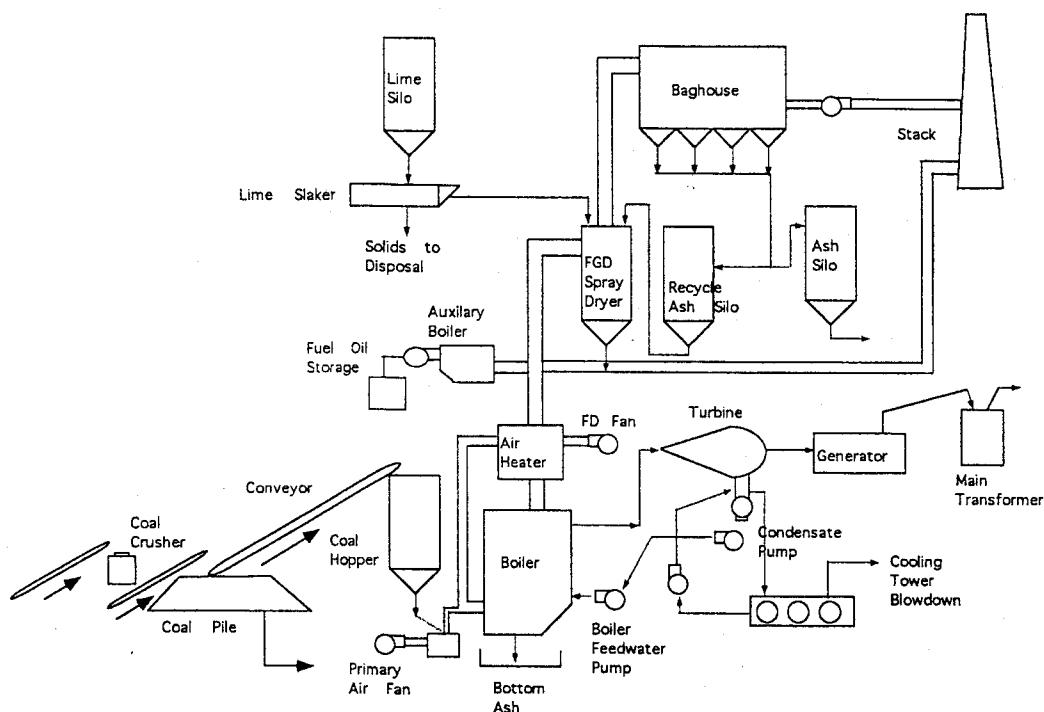 Lime
Silo
Baghouse
Stack
Lime Slaker
Solids to
Disposal
FGD
Spray
Dryer
Recycle
Ash Silo
Ash
Silo
Auxilary
Boiler
Fuel Oil
Storage
Turbine
FD Fan
Air
Heater
Generator
Main
Transformer
Conveyor
Coal
Crusher
Coal
Hopper
Boiler
Condensate
Pump
Cooling
Tower
Blowdown
Coal Pile
Boiler
Feedwater
Pump
Primary
Air Fan
Bottom
Ash